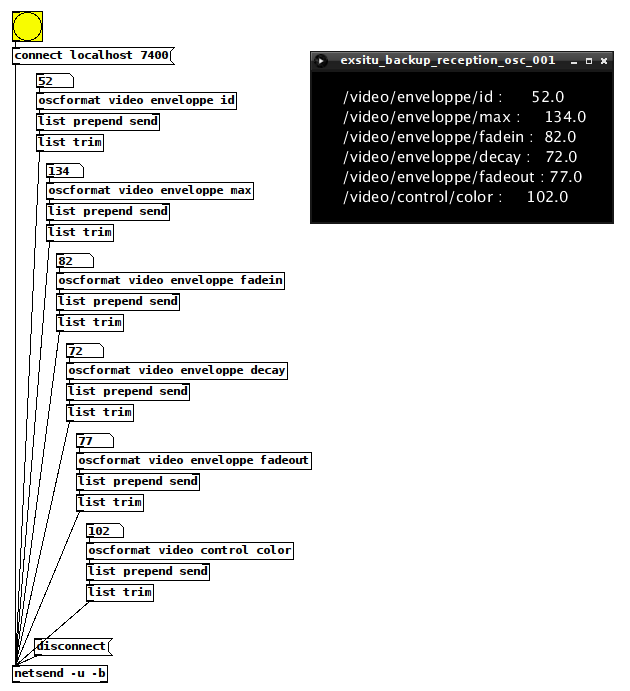 connect localhost 7400
52
oscformat video enveloppe id
list prepend send
list trim
134
oscformat video enveloppe max
list prepend send
list trim
82
oscformat video enveloppe fadein
list prepend send
list trim
72
oscformat video enveloppe decay
list prepend send
list trim
77
oscformat video enveloppe fadeout
list prepend send
list trim
102
oscformat video control color
list prepend send
list trim
disconnect
netsend -u -b
exsitu_backup_reception_osc_001
/video/enveloppe/id : 52.0
/video/enveloppe/max : 134.0
/video/enveloppe/fadein : 82.0
/video/enveloppe/decay : 72.0
/video/enveloppe/fadeout : 77.0
/video/control/color : 102.0